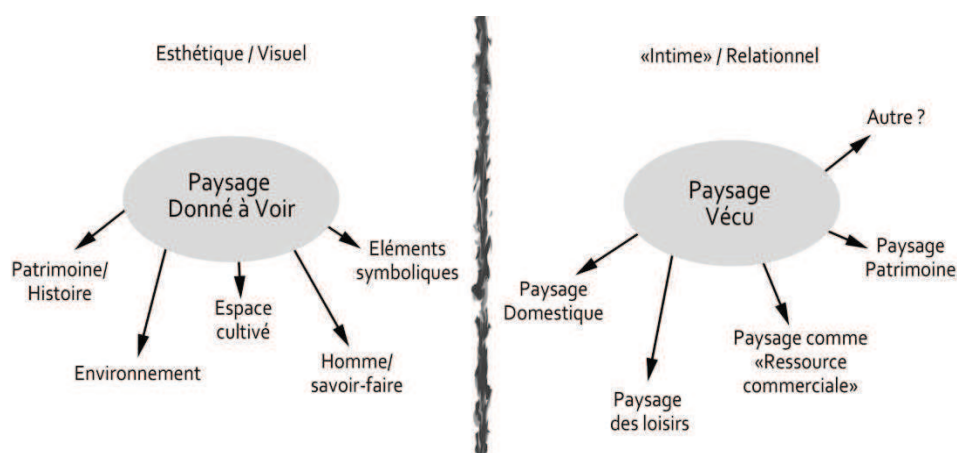 Esthétique / Visuel
Paysage
Donné à Voir
Patrimoine/
Histoire
Environnement
Espace
cultivé
Homme/
savoir-faire
Eléments
symboliques
«Intime» / Relationnel
Autre ?
Paysage
Vécu
Paysage
Patrimoine
Paysage
Domestique
Paysage comme
«Ressource
commerciale»
Paysage
des loisirs